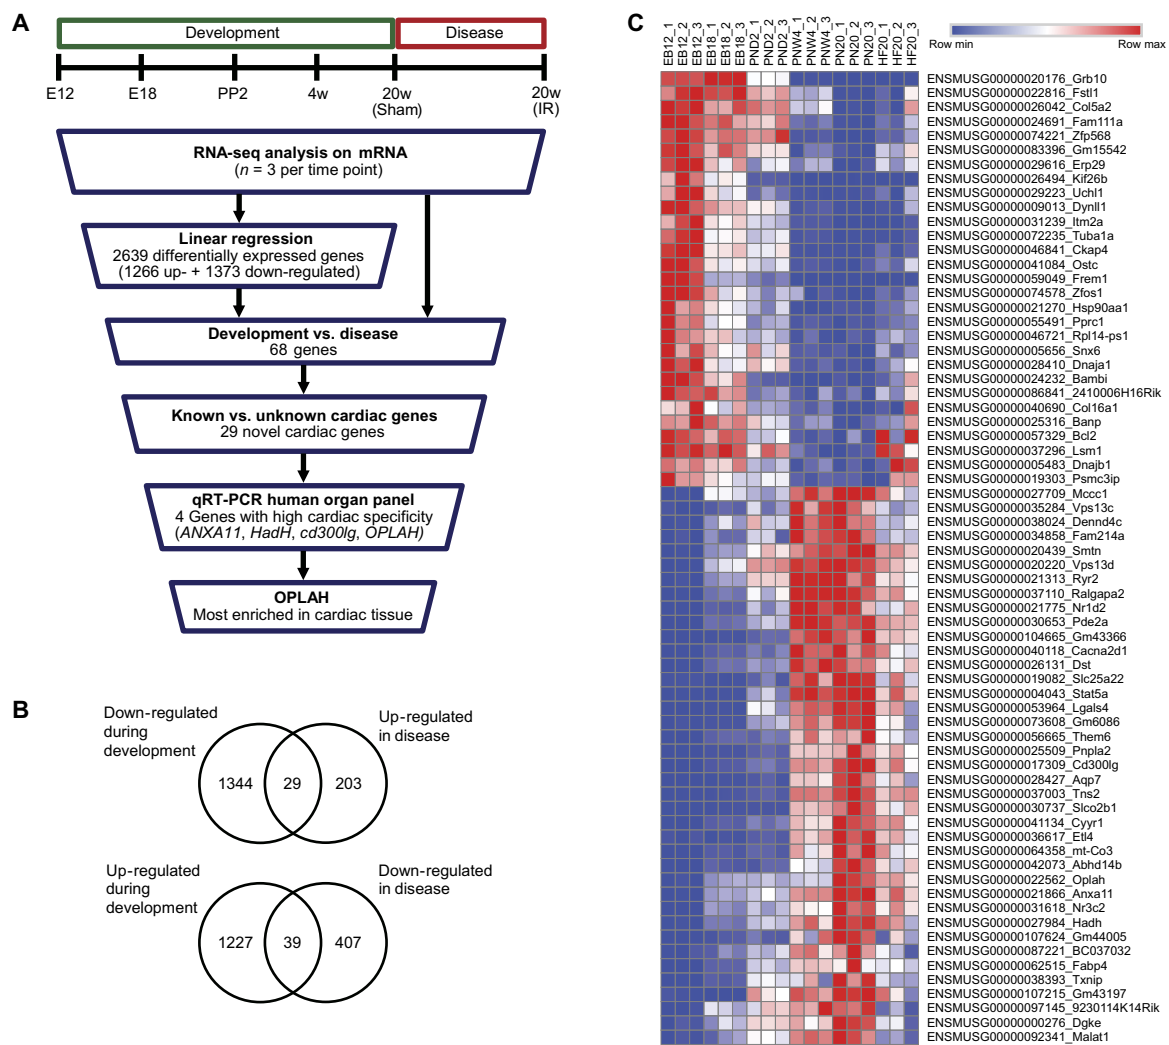 A
Development
Disease
E12
E18
PP2
4w
20w
(Sham)
20w
(IR)
RNA-seq analysis on mRNA
(n = 3 per time point)
Linear regression
2639 differentially expressed genes
(1266 up- + 1373 down-regulated)
Development vs. disease
68 genes
Known vs. unknown cardiac genes
29 novel cardiac genes
qRT-PCR human organ panel
4 Genes with high cardiac specificity
(ANXA11, HadH, cd300lg, OPLAH)
OPLAH
Most enriched in cardiac tissue
B
Down-regulated
during
development
Up-regulated
in disease
1344
29
203
Up-regulated
during
development
Down-regulated
in disease
1227
39
407
C
EB12_1
EB12_2
EB12_3
EB18_1
EB18_2
EB18_3
PND2_1
PND2_2
PND2_3
PNW4_1
PNW4_2
PNW4_3
PN20_1
PN20_2
PN20_3
HF20_1
HF20_2
HF20_3
Row min
Row max
ENSMUSG00000020176_Grb10
ENSMUSG00000022816_Fstl1
ENSMUSG00000026042_Col5a2
ENSMUSG00000024691_Fam111a
ENSMUSG00000074221_Zfp568
ENSMUSG00000083396_Gm15542
ENSMUSG00000029616_Erp29
ENSMUSG00000026494_Kif26b
ENSMUSG00000029223_Uchl1
ENSMUSG00000009013_Dynll1
ENSMUSG00000031239_Itm2a
ENSMUSG00000072235_Tuba1a
ENSMUSG00000046841_Ckap4
ENSMUSG00000041084_Ostc
ENSMUSG00000059049_Frem1
ENSMUSG00000074578_Zfos1
ENSMUSG00000021270_Hsp90aa1
ENSMUSG00000055491_Pprc1
ENSMUSG00000046721_Rpl14-ps1
ENSMUSG00000005656_Snx6
ENSMUSG00000028410_Dnaja1
ENSMUSG00000024232_Bambi
ENSMUSG00000086841_2410006H16Rik
ENSMUSG00000040690_Col16a1
ENSMUSG00000025316_Banp
ENSMUSG00000057329_Bcl2
ENSMUSG00000037296_Lsm1
ENSMUSG00000005483_Dnajb1
ENSMUSG00000019303_Psmc3ip
ENSMUSG00000027709_Mccc1
ENSMUSG00000035284_Vps13c
ENSMUSG00000038024_Dennd4c
ENSMUSG00000034858_Fam214a
ENSMUSG00000020439_Smtn
ENSMUSG00000020220_Vps13d
ENSMUSG00000021313_Ryr2
ENSMUSG00000037110_Ralgapa2
ENSMUSG00000021775_Nr1d2
ENSMUSG00000030653_Pde2a
ENSMUSG00000104665_Gm43366
ENSMUSG00000040118_Cacna2d1
ENSMUSG00000026131_Dst
ENSMUSG00000019082_Slc25a22
ENSMUSG00000004043_Stat5a
ENSMUSG00000053964_Lgals4
ENSMUSG00000073608_Gm6086
ENSMUSG00000056665_Them6
ENSMUSG00000025509_Pnpla2
ENSMUSG00000017309_Cd300lg
ENSMUSG00000028427_Aqp7
ENSMUSG00000037003_Tns2
ENSMUSG00000030737_Slco2b1
ENSMUSG00000041134_Cyyr1
ENSMUSG00000036617_Etl4
ENSMUSG00000064358_mt-Co3
ENSMUSG00000042073_Abhd14b
ENSMUSG00000022562_Oplah
ENSMUSG00000021866_Anxa11
ENSMUSG00000031618_Nr3c2
ENSMUSG00000027984_Hadh
ENSMUSG00000107624_Gm44005
ENSMUSG00000087221_BC037032
ENSMUSG00000062515_Fabp4
ENSMUSG00000038393_Txnip
ENSMUSG00000107215_Gm43197
ENSMUSG00000097145_9230114K14Rik
ENSMUSG00000000276_Dgke
ENSMUSG00000092341_Malat1